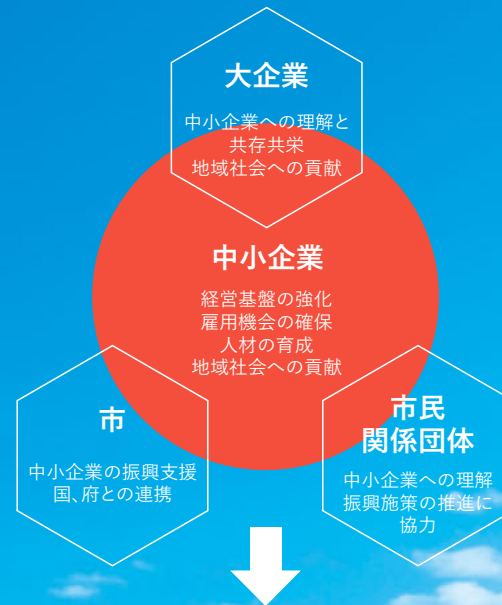 大企業
中小企業への理解と
共存共栄
地域社会への貢献
中小企業
経営基盤の強化
雇用機会の確保
人材の育成
地域社会への貢献
市
中小企業の振興支援
国、府との連携
市民
関係団体
中小企業への理解
振興施策の推進に
協力